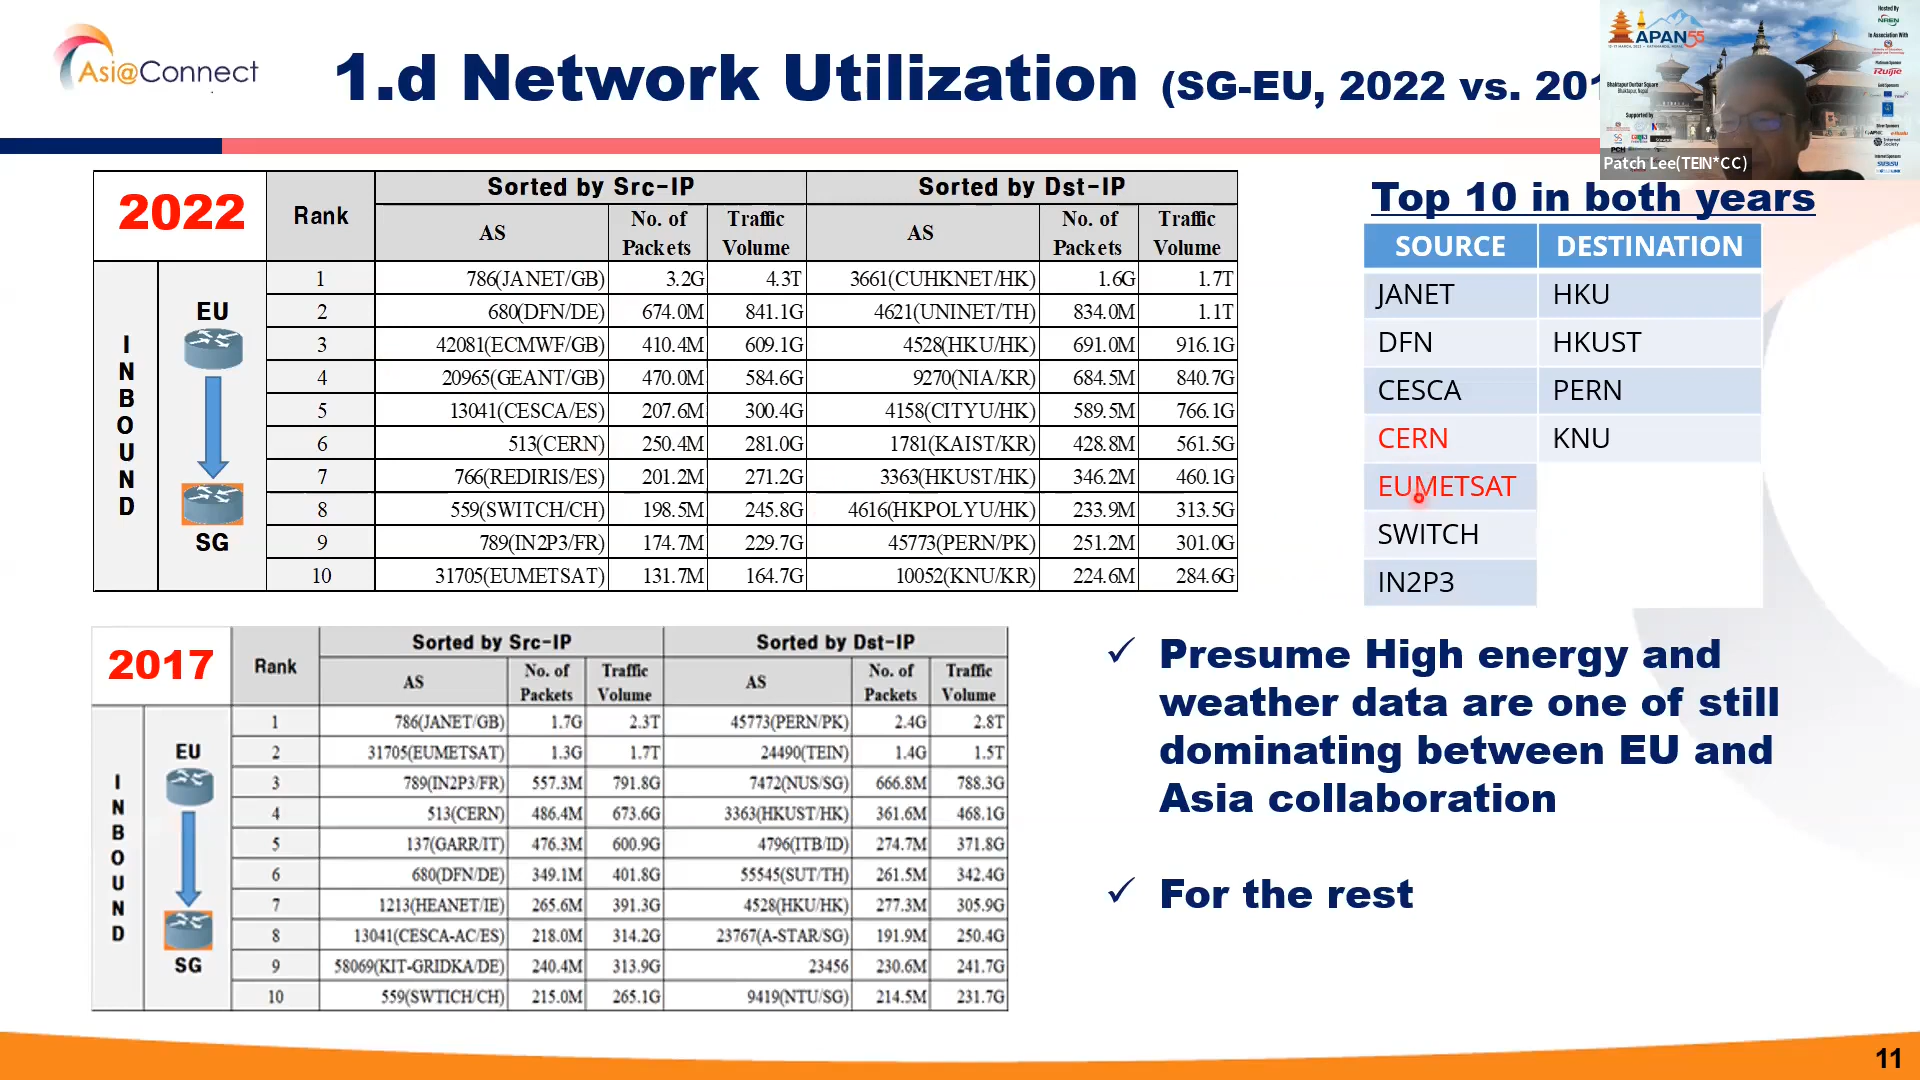 Asi@Connect
1.d Network Utilization (SG-EU, 2022 vs. 201
APAN55
Hosted By
NREN
In Association With
Ruijie
Bhaktapur Durbar Square
Bhaktapur, Nepal
Supported by
PCH
Patch Lee(TEIN*CC)
2022 Rank Sorted by Src-IP Sorted by Dst-IP
AS No. of Packets Traffic Volume AS No. of Packets Traffic Volume
INBOUND
EU
SG
1 786(JANET/GB) 3.2G 4.3T 3661(CUHKNET/HK) 1.6G 1.7T
2 680(DFN/DE) 674.0M 841.1G 4621(UNINET/TH) 834.0M 1.1T
3 42081(ECMWF/GB) 410.4M 609.1G 4528(HKU/HK) 691.0M 916.1G
4 20965(GEANT/GB) 470.0M 584.6G 9270(NIA/KR) 684.5M 840.7G
5 13041(CESCA/ES) 207.6M 300.4G 4158(CITYU/HK) 589.5M 766.1G
6 513(CERN) 250.4M 281.0G 1781(KAIST/KR) 428.8M 561.5G
7 766(REDIRIS/ES) 201.2M 271.2G 3363(HKUST/HK) 346.2M 460.1G
8 559(SWITCH/CH) 198.5M 245.8G 4616(HKPOLYU/HK) 233.9M 313.5G
9 789(IN2P3/FR) 174.7M 229.7G 45773(PERN/PK) 251.2M 301.0G
10 31705(EUMETSAT) 131.7M 164.7G 10052(KNU/KR) 224.6M 284.6G
Top 10 in both years
SOURCE DESTINATION
JANET HKU
DFN HKUST
CESCA PERN
CERN KNU
EUMETSAT
SWITCH
IN2P3
2017 Rank Sorted by Src-IP Sorted by Dst-IP
AS No. of Packets Traffic Volume AS No. of Packets Traffic Volume
INBOUND
EU
SG
1 786(JANET/GB) 1.7G 2.3T 45773(PERN/PK) 2.4G 2.8T
2 31705(EUMETSAT) 1.3G 1.7T 24490(TEIN) 1.4G 1.5T
3 789(IN2P3/FR) 557.3M 791.8G 7472(NUS/SG) 666.8M 788.3G
4 513(CERN) 486.4M 673.6G 3363(HKUST/HK) 361.6M 468.1G
5 137(GARR/IT) 476.3M 600.9G 4796(ITB/ID) 274.7M 371.8G
6 680(DFN/DE) 349.1M 401.8G 55545(SUT/TH) 261.5M 342.4G
7 1213(HEANET/IE) 265.6M 391.3G 4528(HKU/HK) 277.3M 305.9G
8 13041(CESCA-AC/ES) 218.0M 314.2G 23767(A-STAR/SG) 191.9M 250.4G
9 58069(KIT-GRIDKA/DE) 240.4M 313.9G 23456 230.6M 241.7G
10 559(SWTICH/CH) 215.0M 265.1G 9419(NTU/SG) 214.5M 231.7G
✓ Presume High energy and
weather data are one of still
dominating between EU and
Asia collaboration
✓ For the rest
11